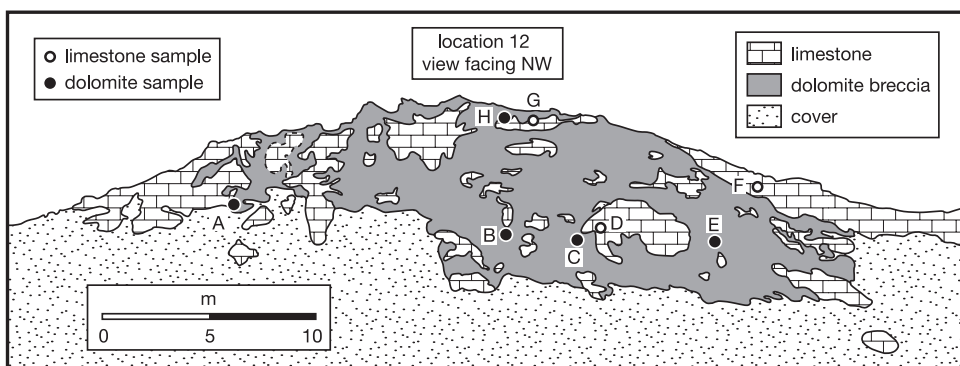 limestone sample
dolomite sample
location 12
view facing NW
limestone
dolomite breccia
cover
G
H
F
A
B
C
D
E
m
0 5 10